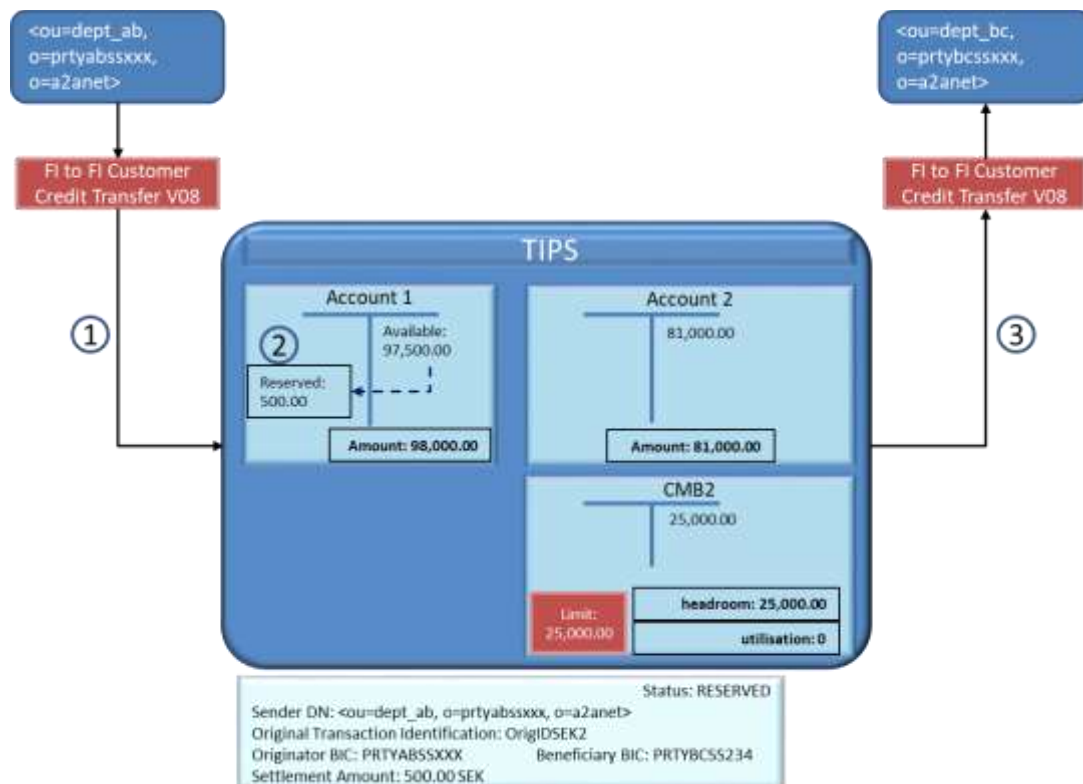 <ou=dept_ab,
o=prtyabssxxx,
o=a2anet>
<ou=dept_bc,
o=prtybcssxxx,
o=a2anet>
FI to FI Customer
Credit Transfer V08
FI to FI Customer
Credit Transfer V08
TIPS
1
Account 1
2
Available:
97,500.00
Reserved:
500.00
Amount: 98,000.00
Account 2
81,000.00
Amount: 81,000.00
3
CMB2
25,000.00
Limit:
25,000.00
headroom: 25,000.00
utilisation: 0
Status: RESERVED
Sender DN: <ou=dept_ab, o=prtyabssxxx, o=a2anet>
Original Transaction Identification: OrigIDSEK2
Originator BIC: PRTYABSSXXX Beneficiary BIC: PRTYBCSS234
Settlement Amount: 500.00 SEK